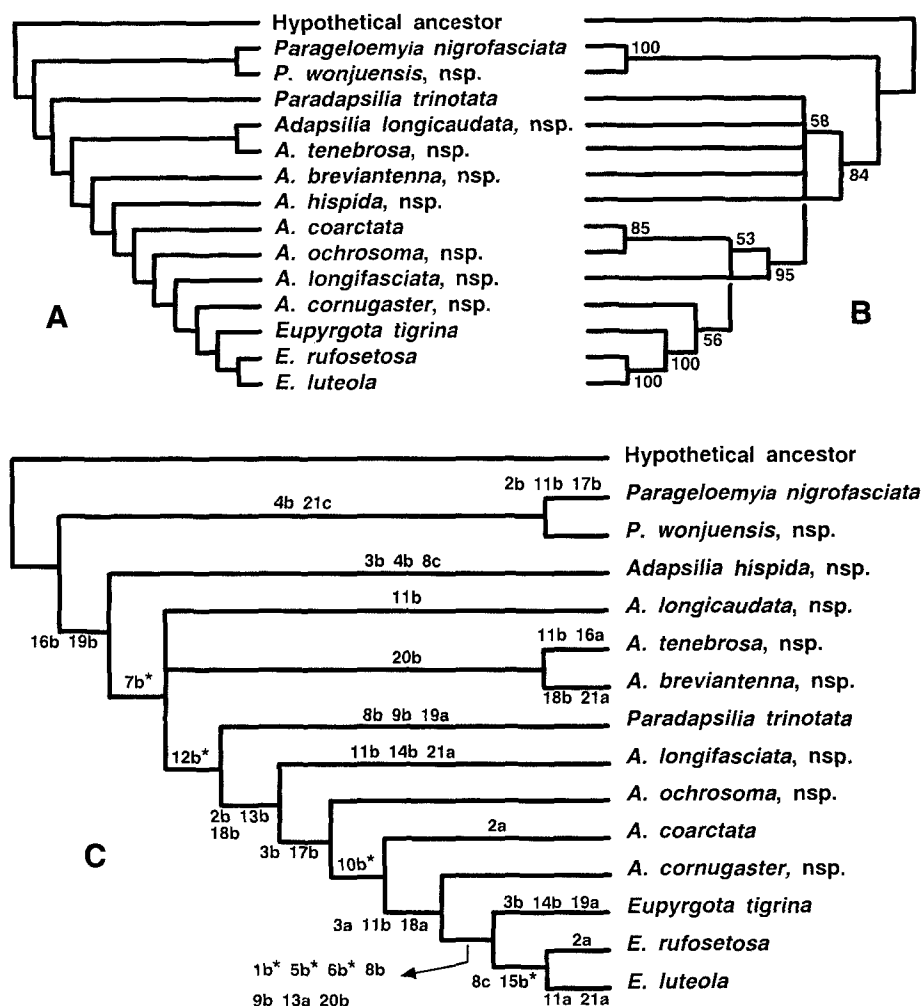 Hypothetical ancestor
Parageloemyia nigrofasciata
P. wonjuensis, nsp.
Paradapsilia trinotata
Adapsilia longicaudata, nsp.
A. tenebrosa, nsp.
A. breviantenna, nsp.
A. hispida, nsp.
A. coarctata
A. ochrosoma, nsp.
A. longifasciata, nsp.
A. cornugaster, nsp.
Eupyrgota tigrina
E. rufosetosa
E. luteola
A
100
58
84
85
53
95
56
100
100
B
Hypothetical ancestor
2b 11b 17b
Parageloemyia nigrofasciata
4b 21c
P. wonjuensis, nsp.
3b 4b 8c
Adapsilia hispida, nsp.
11b
A. longicaudata, nsp.
16b 19b
11b 16a
A. tenebrosa, nsp.
20b
7b*
A. breviantenna, nsp.
18b 21a
8b 9b 19a
Paradapsilia trinotata
12b*
11b 14b 21a
A. longifasciata, nsp.
2b 13b
18b
A. ochrosoma, nsp.
3b 17b
2a
A. coarctata
C
10b*
A. cornugaster, nsp.
3b 14b 19a
Eupyrgota tigrina
3a 11b 18a
2a
E. rufosetosa
1b* 5b* 6b* 8b
8c 15b*
E. luteola
9b 13a 20b
11a 21a